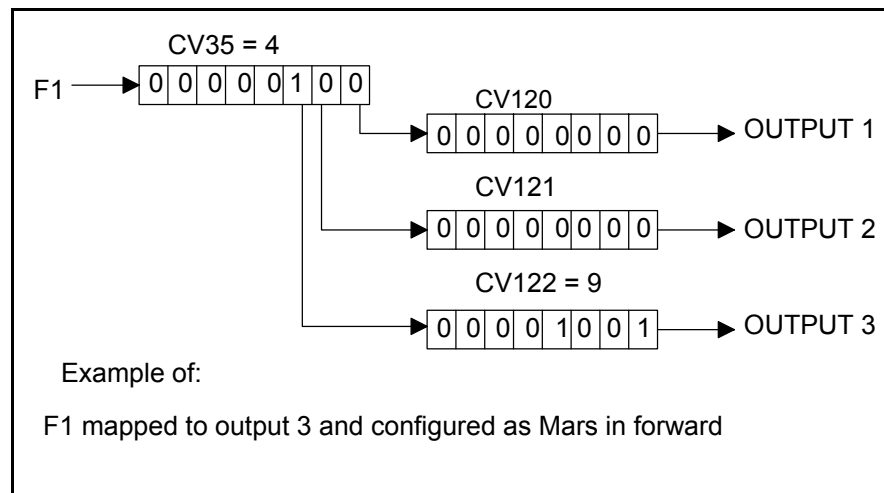 CV35 = 4
F1 0 0 0 0 0 1 0 0
CV120
0 0 0 0 0 0 0 0 OUTPUT 1
CV121
0 0 0 0 0 0 0 0 OUTPUT 2
CV122 = 9
0 0 0 0 1 0 0 1 OUTPUT 3
Example of:
F1 mapped to output 3 and configured as Mars in forward